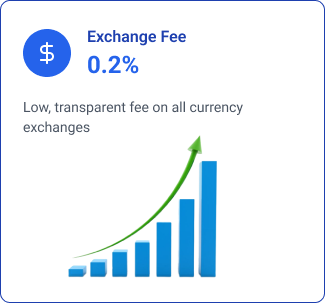 $
Exchange Fee
0.2%
Low, transparent fee on all currency
exchanges